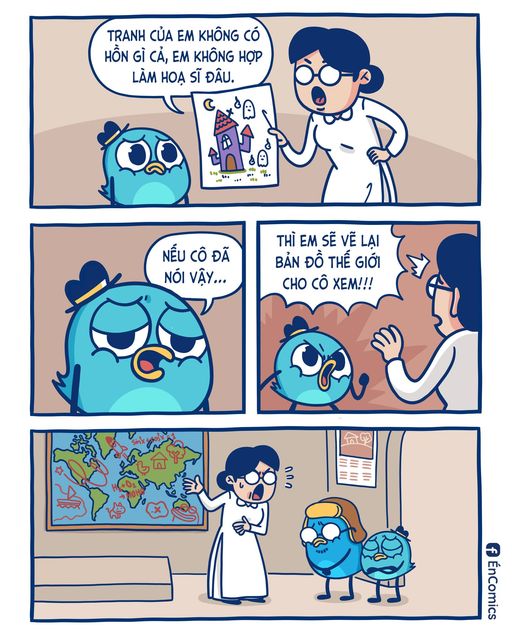 TRANH CỦA EM KHÔNG CÓ
HỒN GÌ CẢ, EM KHÔNG HỢP
LÀM HOẠ SĨ ĐÂU.
NẾU CÔ ĐÃ
NÓI VẬY...
THÌ EM SẼ VẼ LẠI
BẢN ĐỒ THẾ GIỚI
CHO CÔ XEM!!!
ÉnComics